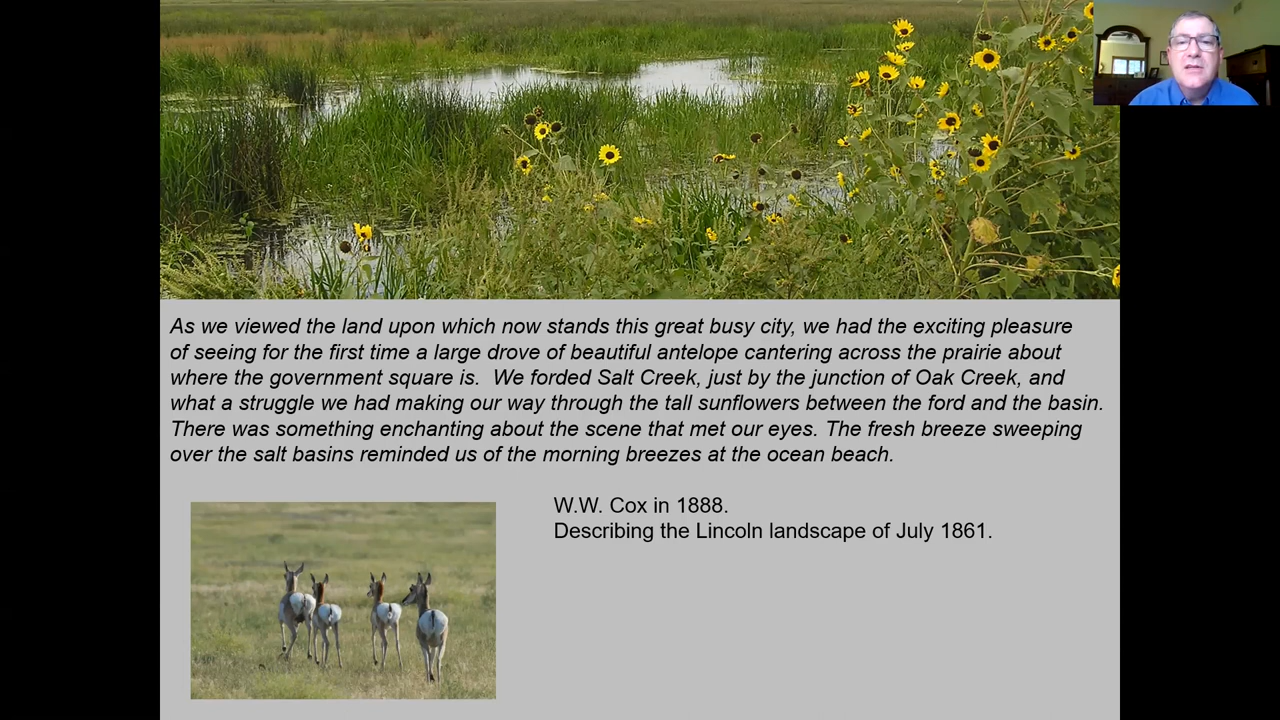 As we viewed the land upon which now stands this great busy city, we had the exciting pleasure
of seeing for the first time a large drove of beautiful antelope cantering across the prairie about
where the government square is.  We forded Salt Creek, just by the junction of Oak Creek, and
what a struggle we had making our way through the tall sunflowers between the ford and the basin.
There was something enchanting about the scene that met our eyes. The fresh breeze sweeping
over the salt basins reminded us of the morning breezes at the ocean beach.
W.W. Cox in 1888.
Describing the Lincoln landscape of July 1861.